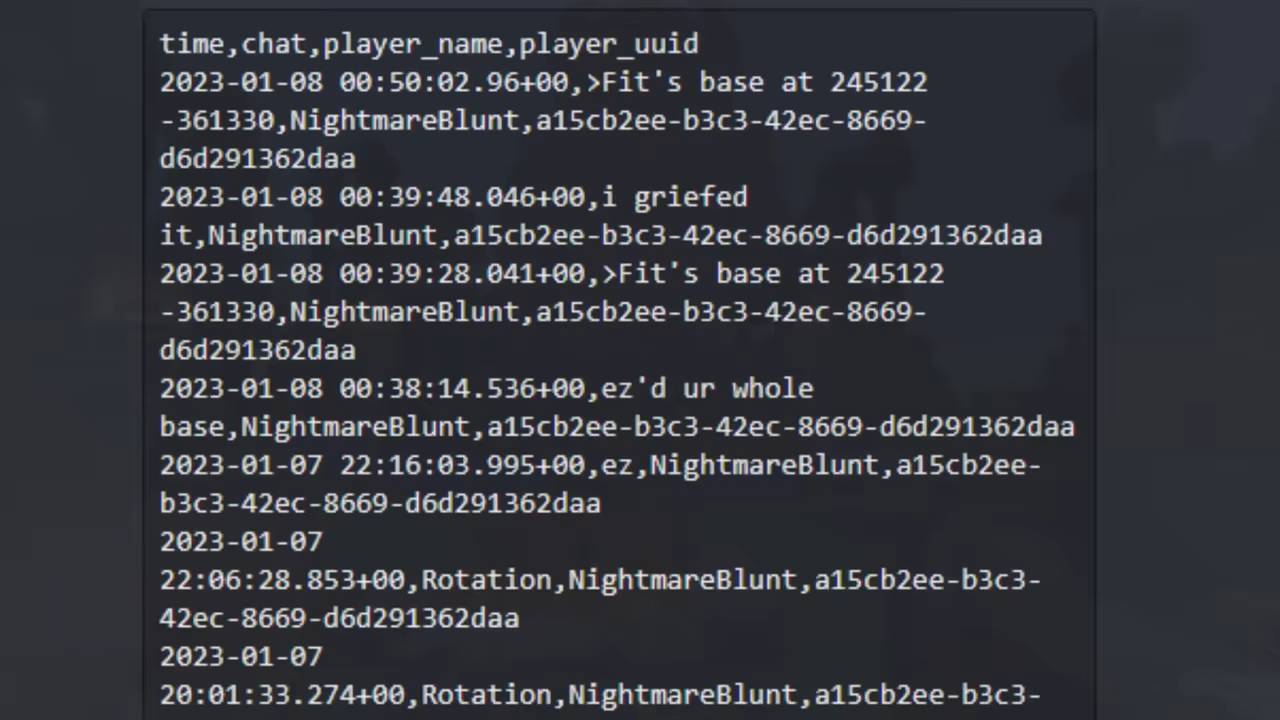 time,chat,player_name,player_uuid
2023-01-08 00:50:02.96+00,>Fit's base at 245122
-361330,NightmareBlunt,a15cb2ee-b3c3-42ec-8669-
d6d291362daa
2023-01-08 00:39:48.046+00,i griefed
it,NightmareBlunt,a15cb2ee-b3c3-42ec-8669-d6d291362daa
2023-01-08 00:39:28.041+00,>Fit's base at 245122
-361330,NightmareBlunt,a15cb2ee-b3c3-42ec-8669-
d6d291362daa
2023-01-08 00:38:14.536+00,ez'd ur whole
base,NightmareBlunt,a15cb2ee-b3c3-42ec-8669-d6d291362daa
2023-01-07 22:16:03.995+00,ez,NightmareBlunt,a15cb2ee-
b3c3-42ec-8669-d6d291362daa
2023-01-07
22:06:28.853+00,Rotation,NightmareBlunt,a15cb2ee-b3c3-
42ec-8669-d6d291362daa
2023-01-07
20:01:33.274+00,Rotation,NightmareBlunt,a15cb2ee-b3c3-